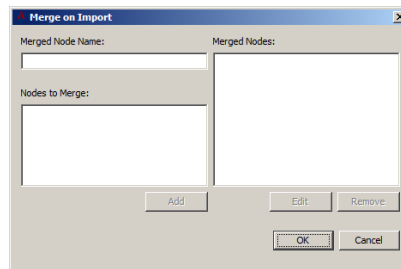 Merge on Import
Merged Node Name:
Merged Nodes:
Nodes to Merge:
Add
Edit
Remove
OK
Cancel